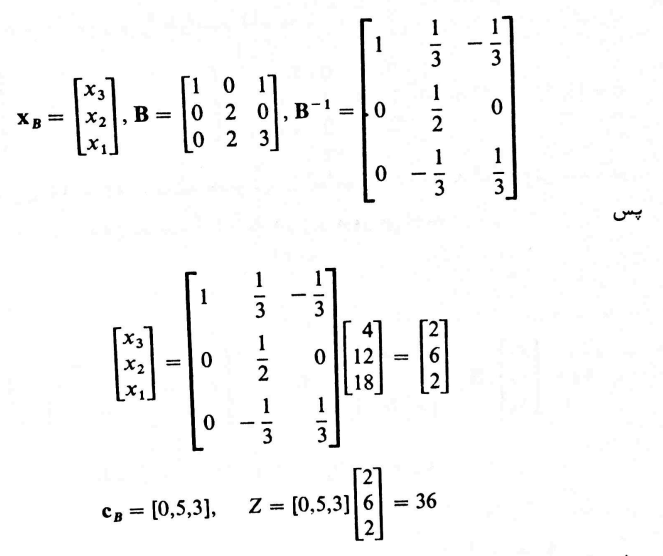 x_B = [x_3; x_2; x_1], B = [1 0 1; 0 2 0; 0 2 3], B^{-1} = [1 1/3 -1/3; 0 1/2 0; 0 -1/3 1/3]
پس
[x_3; x_2; x_1] = [1 1/3 -1/3; 0 1/2 0; 0 -1/3 1/3] [4; 12; 18] = [2; 6; 2]
c_B = [0,5,3], Z = [0,5,3] [2; 6; 2] = 36